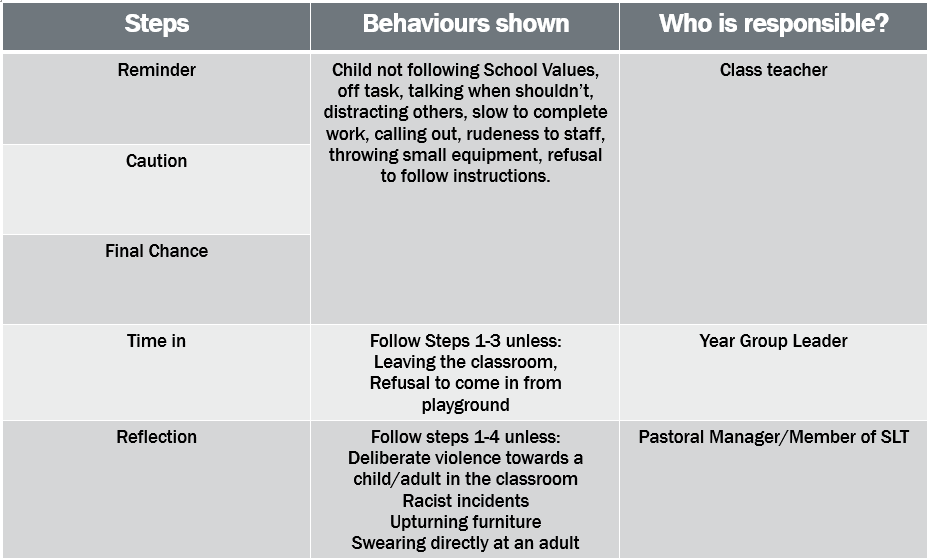 Steps
Behaviours shown
Who is responsible?
Reminder
Child not following School Values,
off task, talking when shouldn't,
distracting others, slow to complete
work, calling out, rudeness to staff,
throwing small equipment, refusal
to follow instructions.
Class teacher
Caution
Final Chance
Time in
Follow Steps 1-3 unless:
Leaving the classroom,
Refusal to come in from
playground
Year Group Leader
Reflection
Follow steps 1-4 unless:
Deliberate violence towards a
child/adult in the classroom
Racist incidents
Upturning furniture
Swearing directly at an adult
Pastoral Manager/Member of SLT